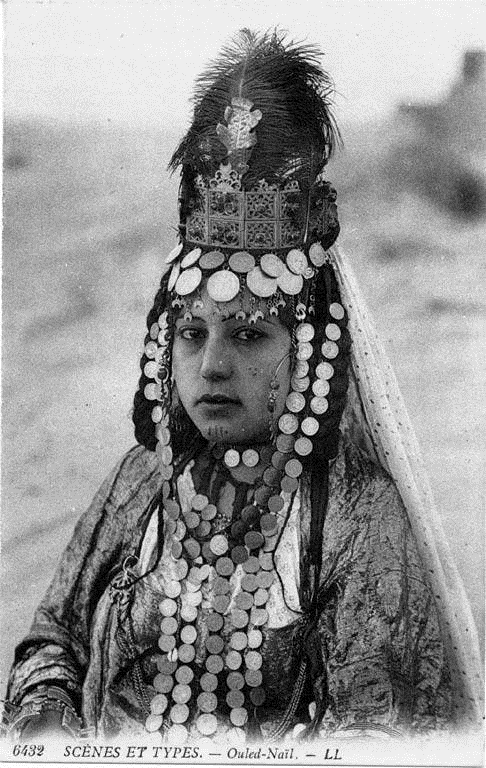 6432 SCÈNES ET TYPES. — Ouled-Naïl. — LL